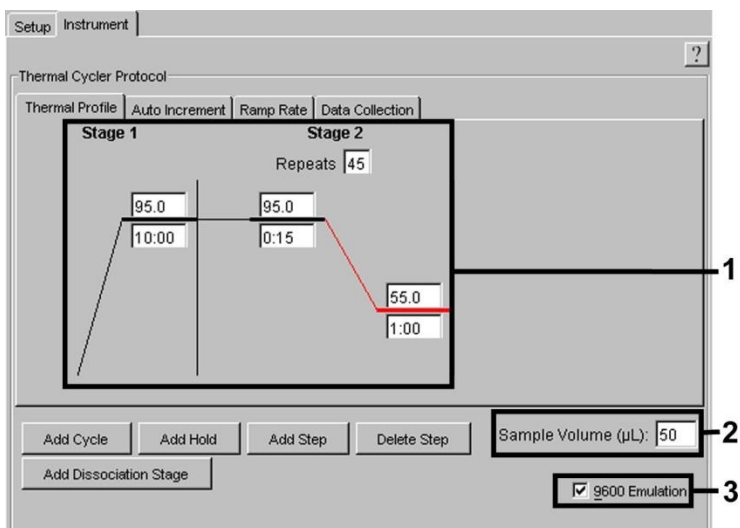 Setup Instrument
?
Thermal Cycler Protocol
Thermal Profile Auto Increment Ramp Rate Data Collection
Stage 1 Stage 2
Repeats 45
95.0 95.0
10:00 0:15
55.0
1:00
1
Add Cycle Add Hold Add Step Delete Step Sample Volume (µL): 50 2
Add Dissociation Stage
9600 Emulation 3